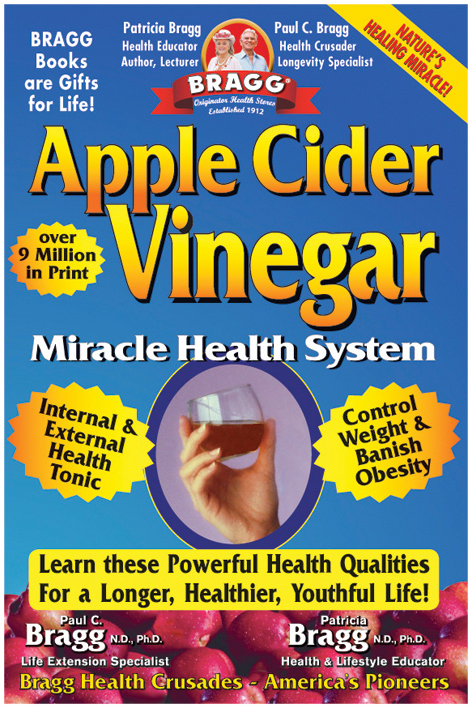 BRAGG
Books
are Gifts
for Life!
Patricia Bragg
Health Educator
Author, Lecturer
Paul C. Bragg
Health Crusader
Longevity Specialist
NATURE'S
HEALING MIRACLE!
BRAGG®
Originator Health Stores
Established 1912
Apple Cider
Vinegar
over
9 Million
in Print
Miracle Health System
Internal &
External
Health
Tonic
Control
Weight &
Banish
Obesity
Learn these Powerful Health Qualities
For a Longer, Healthier, Youthful Life!
Paul C.
Bragg N.D., Ph.D.
Life Extension Specialist
Patricia
Bragg N.D., Ph.D.
Health & Lifestyle Educator
Bragg Health Crusades - America's Pioneers